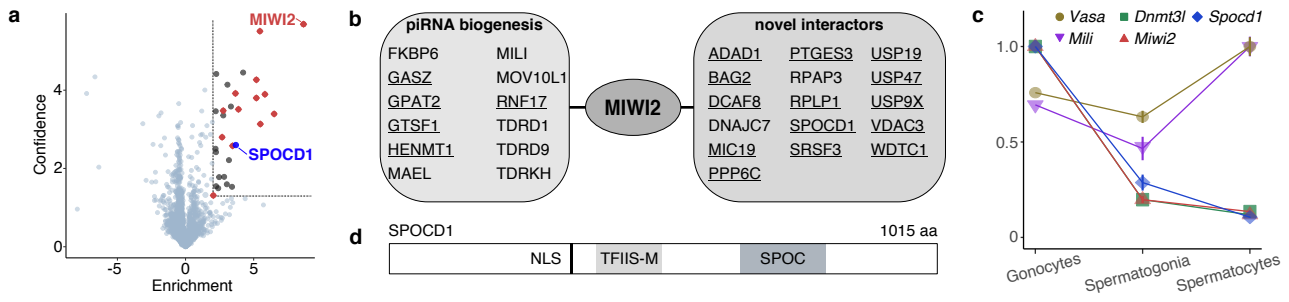 a
MIWI2
SPOCD1
Confidence
4
2
0
-5
0
5
Enrichment
b
piRNA biogenesis
FKBP6 MILI
GASZ MOV10L1
GPAT2 RNF17
GTSF1 TDRD1
HENMT1 TDRD9
MAEL TDRKH
MIWI2
novel interactors
ADAD1 PTGES3 USP19
BAG2 RPAP3 USP47
DCAF8 RPLP1 USP9X
DNAJC7 SPOCD1 VDAC3
MIC19 SRSF3 WDTC1
PPP6C
c
Vasa Dnmt3l Spocd1
Mili Miwi2
1.0
0.5
0
Gonocytes
Spermatogonia
Spermatocytes
d
SPOCD1 1015 aa
NLS TFIIS-M SPOC